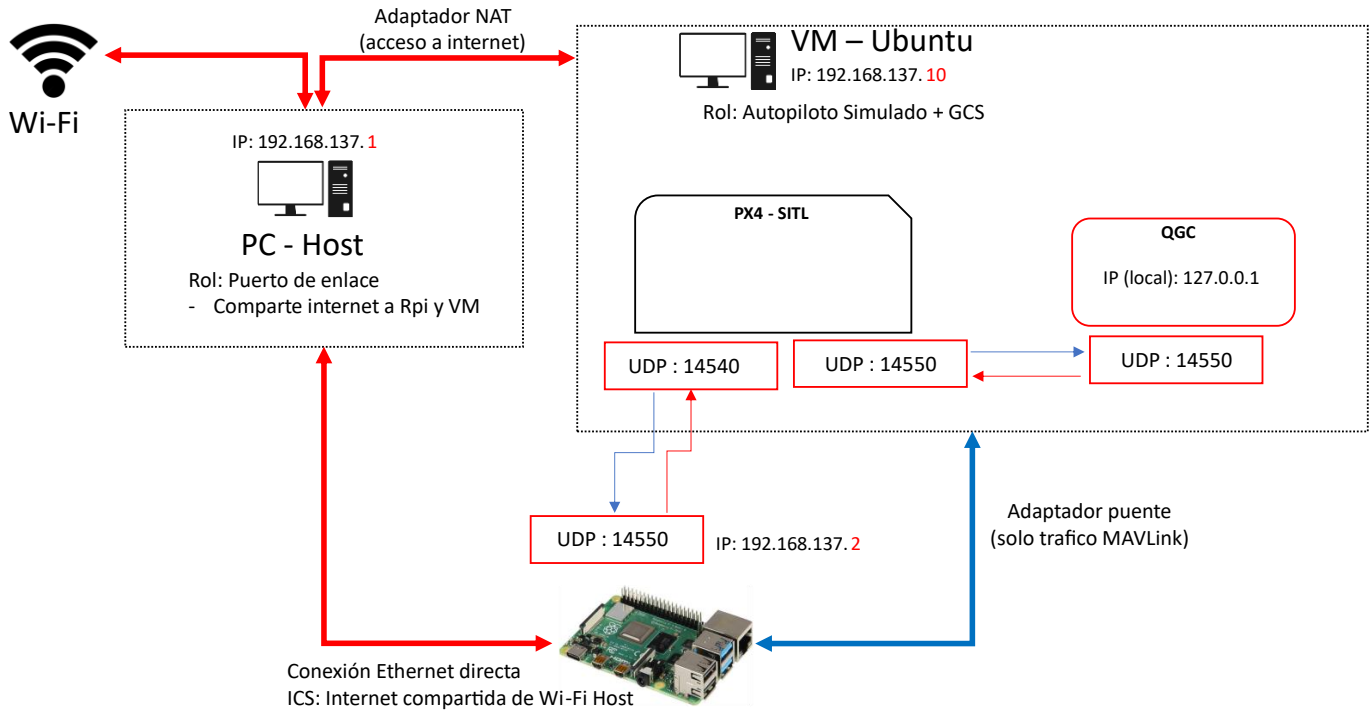 Adaptador NAT
(acceso a internet)
Wi-Fi
IP: 192.168.137.1
PC - Host
Rol: Puerto de enlace
- Comparte internet a Rpi y VM
VM – Ubuntu
IP: 192.168.137.10
Rol: Autopiloto Simulado + GCS
PX4 - SITL
QGC
IP (local): 127.0.0.1
UDP : 14540
UDP : 14550
UDP : 14550
UDP : 14550
IP: 192.168.137.2
Adaptador puente
(solo trafico MAVLink)
Conexión Ethernet directa
ICS: Internet compartida de Wi-Fi Host